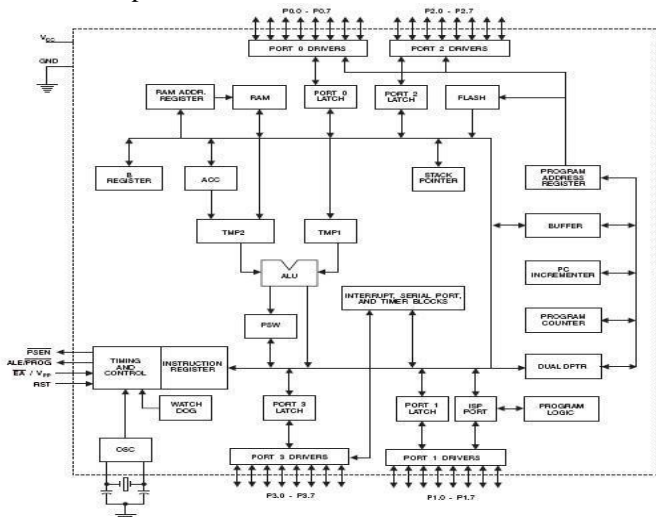 P0.0 - P0.7
P2.0 - P2.7
VCC
GND
PORT 0 DRIVERS
PORT 2 DRIVERS
RAM ADDR.
REGISTER
RAM
PORT 0
LATCH
PORT 2
LATCH
FLASH
B
REGISTER
ACC
STACK
POINTER
PROGRAM
ADDRESS
REGISTER
TMP2
TMP1
BUFFER
ALU
PC
INCREMENTER
INTERRUPT, SERIAL PORT,
AND TIMER BLOCKS
PSW
PROGRAM
COUNTER
PSEN
ALE/PROG
EA / VPP
RST
TIMING
AND
CONTROL
INSTRUCTION
REGISTER
DUAL DPTR
WATCH
DOG
PORT 3
LATCH
PORT 1
LATCH
ISP
PORT
PROGRAM
LOGIC
OSC
PORT 3 DRIVERS
PORT 1 DRIVERS
P3.0 - P3.7
P1.0 - P1.7